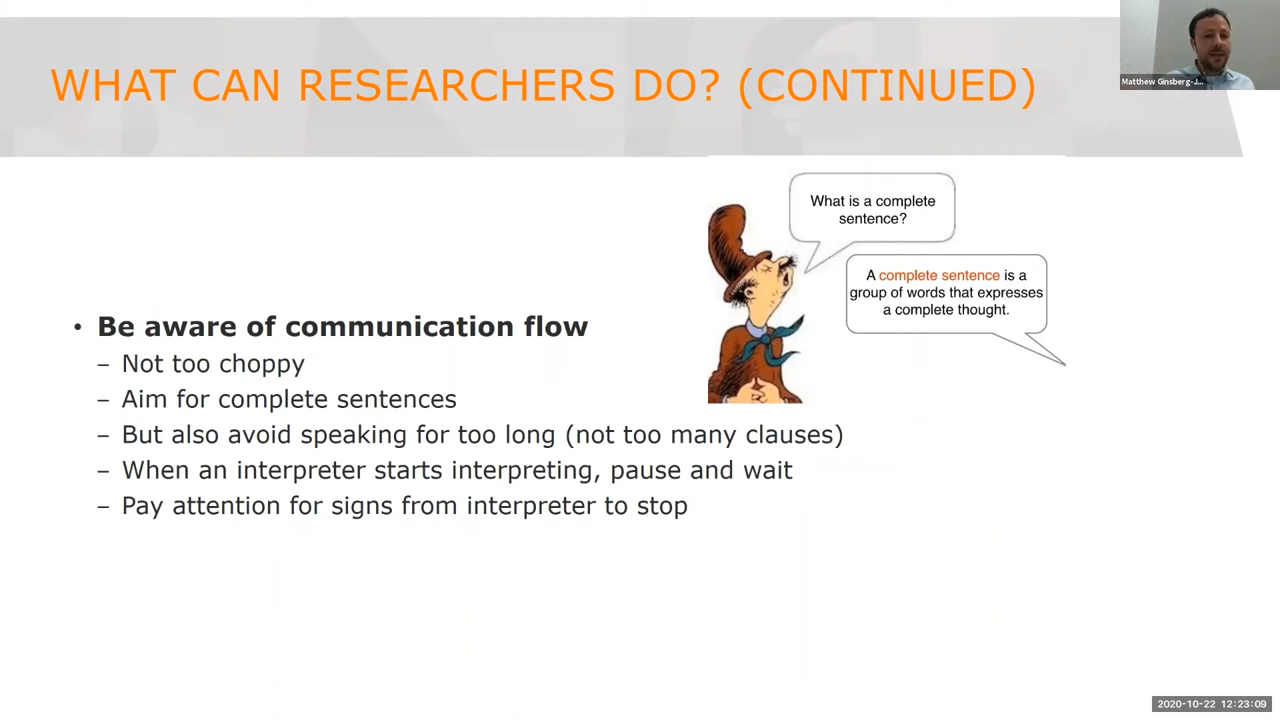 WHAT CAN RESEARCHERS DO? (CONTINUED)
Matthew Ginsberg-J...
What is a complete
sentence?
A complete sentence is a
group of words that expresses
a complete thought.
• Be aware of communication flow
– Not too choppy
– Aim for complete sentences
– But also avoid speaking for too long (not too many clauses)
– When an interpreter starts interpreting, pause and wait
– Pay attention for signs from interpreter to stop
2020-10-22 12:23:09